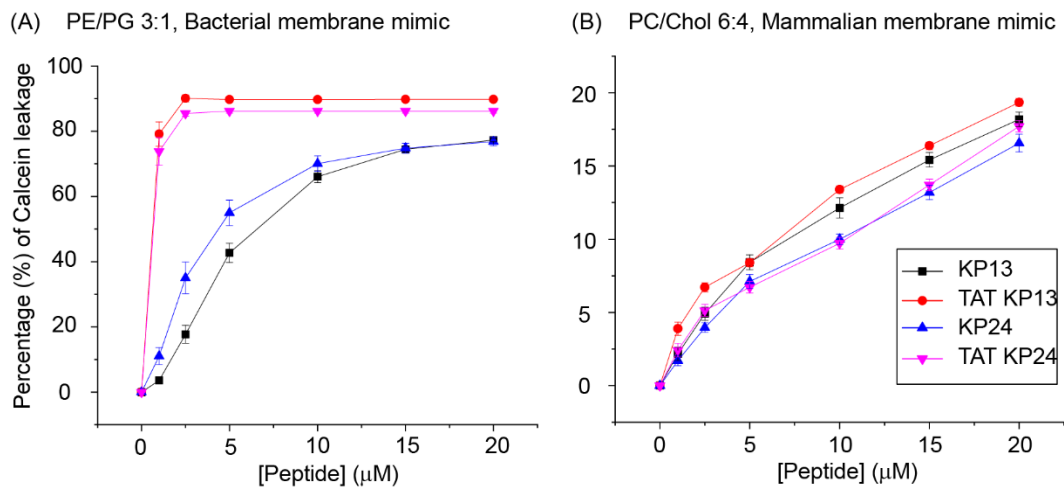 (A) PE/PG 3:1, Bacterial membrane mimic
(B) PC/Chol 6:4, Mammalian membrane mimic
Percentage (%) of Calcein leakage
100
80
60
40
20
0
0
5
10
15
20
[Peptide] (μM)
20
15
10
5
0
0
5
10
15
20
[Peptide] (μM)
KP13
TAT KP13
KP24
TAT KP24